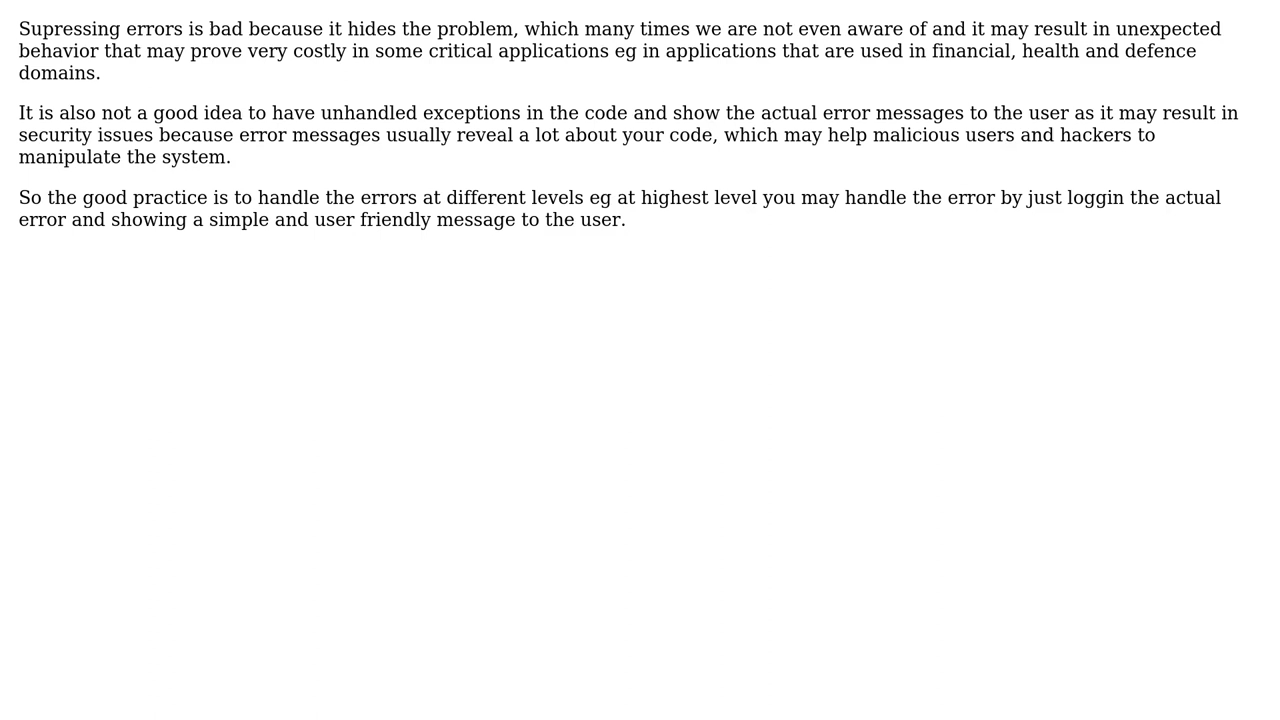 Supressing errors is bad because it hides the problem, which many times we are not even aware of and it may result in unexpected
behavior that may prove very costly in some critical applications eg in applications that are used in financial, health and defence
domains.
It is also not a good idea to have unhandled exceptions in the code and show the actual error messages to the user as it may result in
security issues because error messages usually reveal a lot about your code, which may help malicious users and hackers to
manipulate the system.
So the good practice is to handle the errors at different levels eg at highest level you may handle the error by just loggin the actual
error and showing a simple and user friendly message to the user.